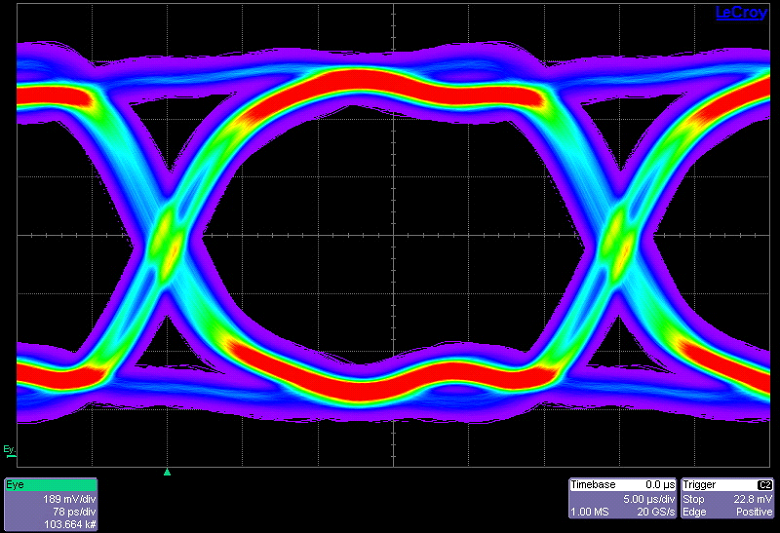 LeCroy
Ey.
Eye
189 mV/div
78 ps/div
103.664 k#
Timebase 0.0 µs
5.00 µs/div
1.00 MS 20 GS/s
Trigger C2
Stop 22.8 mV
Edge Positive